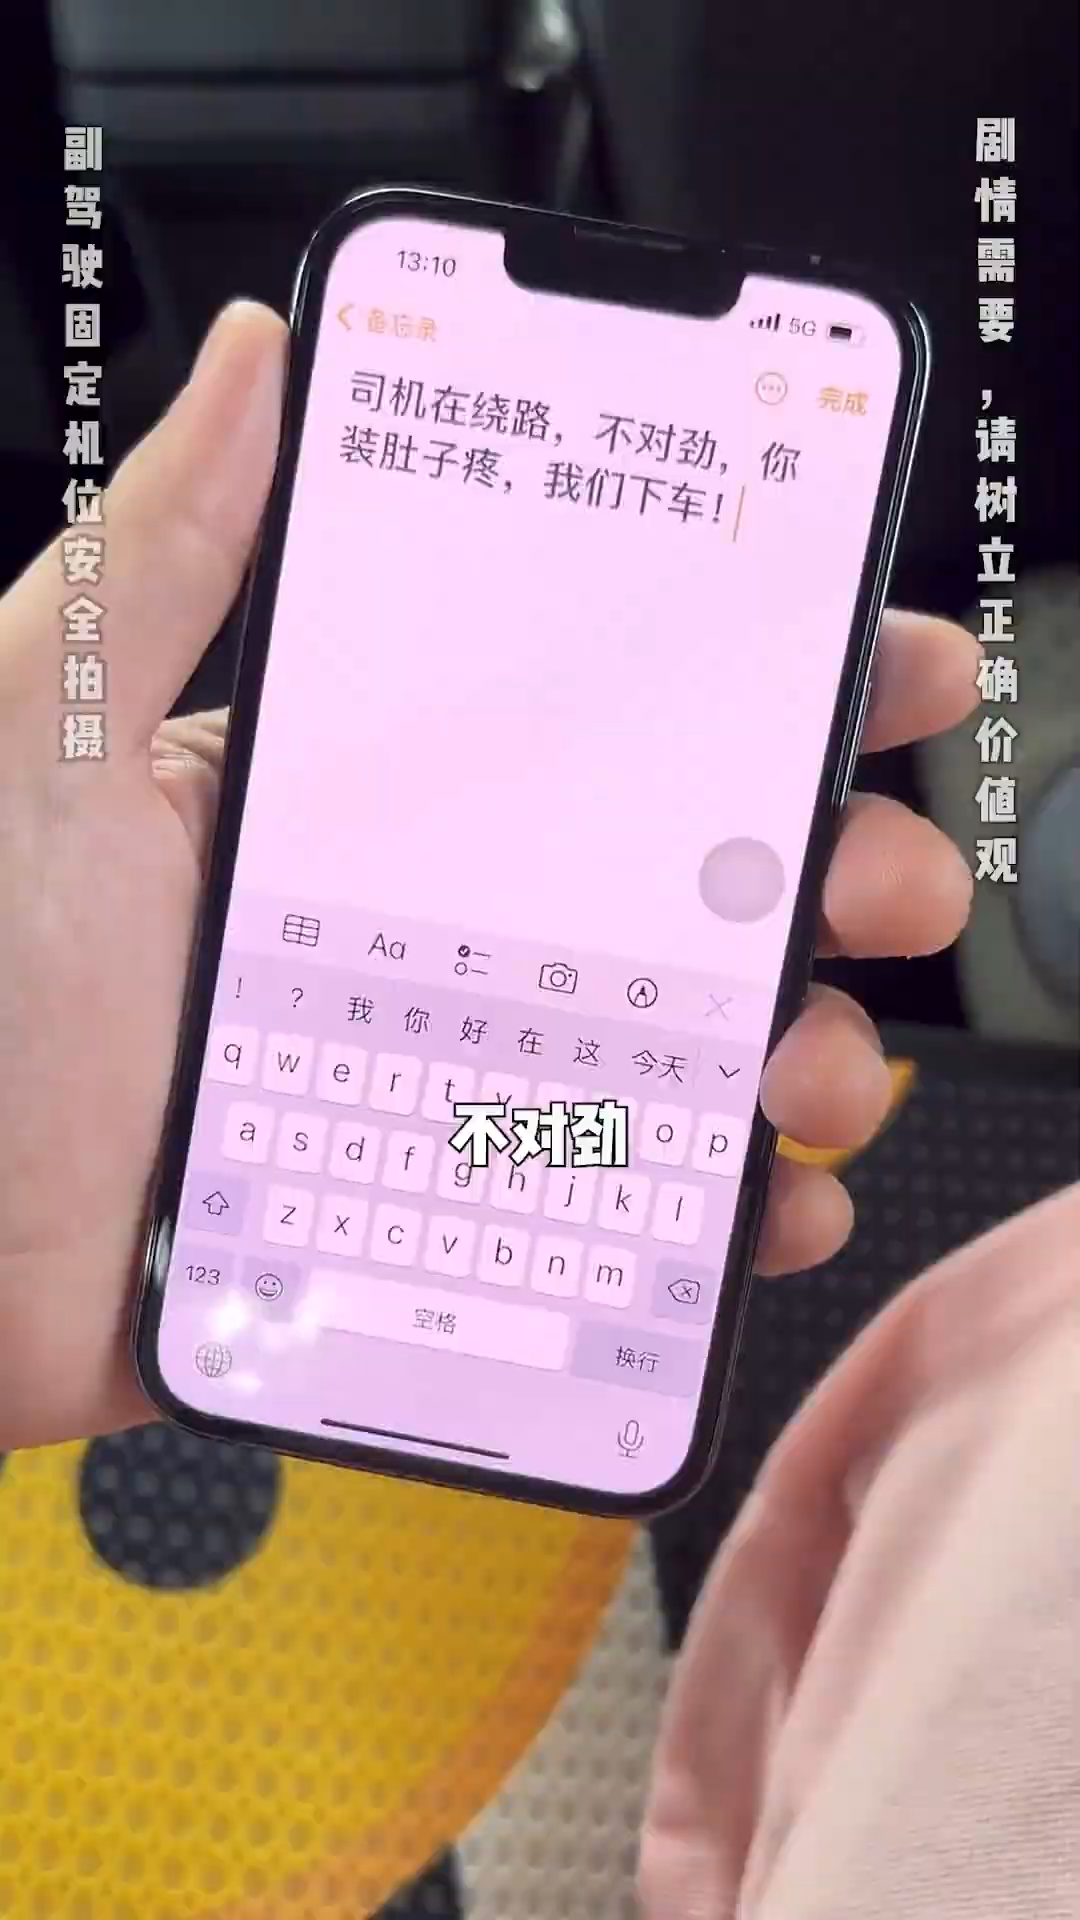 副驾驶固定机位安全拍摄
剧情需要，请树立正确价值观
13:10
5G
备忘录
完成
司机在绕路，不对劲，你
装肚子疼，我们下车！
Aa
！ ？ 我 你 好 在 这 今天
q w e r t y o p
a s d f g h j k l
z x c v b n m
不对劲
123
空格
换行